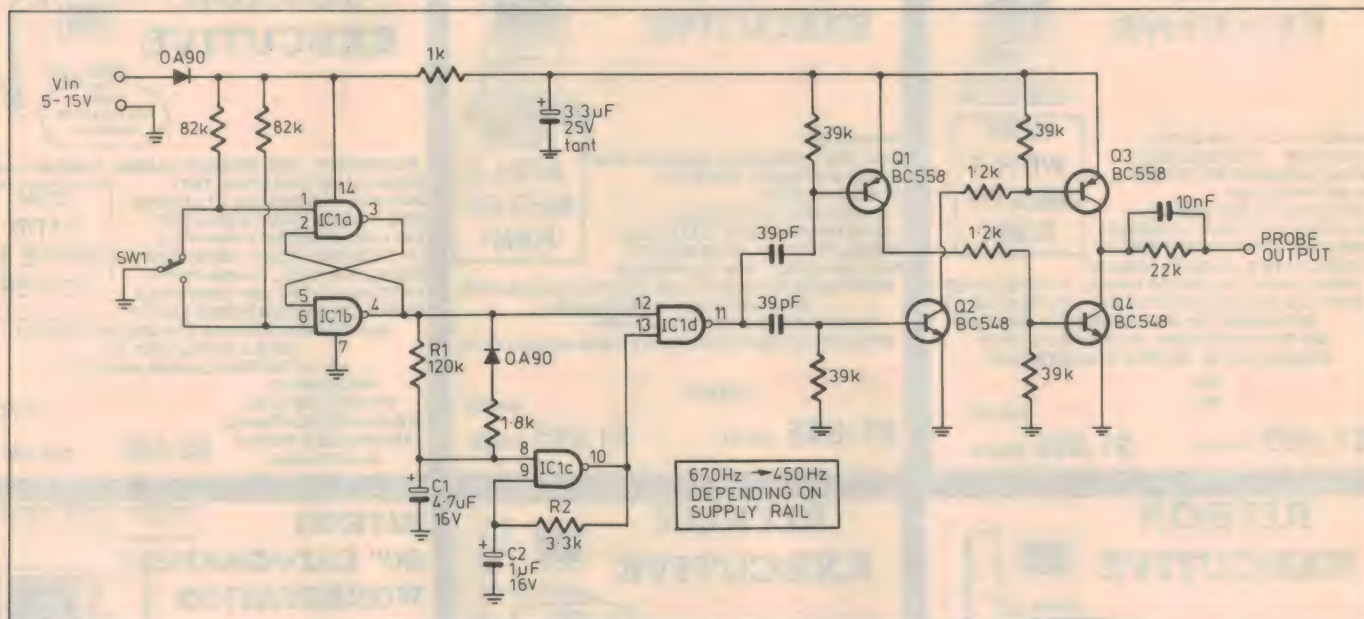 OA90
1k
Vin
5-15V
82k
82k
3·3µF
25V
tant
39k
39k
Q1
BC558
Q3
BC558
1·2k
10nF
14
1
2
IC1a
3
39pF
1·2k
PROBE
OUTPUT
22k
SW1
5
6
IC1b
4
7
12
13
IC1d
11
39pF
Q2
BC548
Q4
BC548
R1
120k
OA90
39k
39k
1·8k
8
9
IC1c
10
C1
4·7uF
16V
R2
3·3k
C2
1µF
16V
670Hz → 450Hz
DEPENDING ON
SUPPLY RAIL